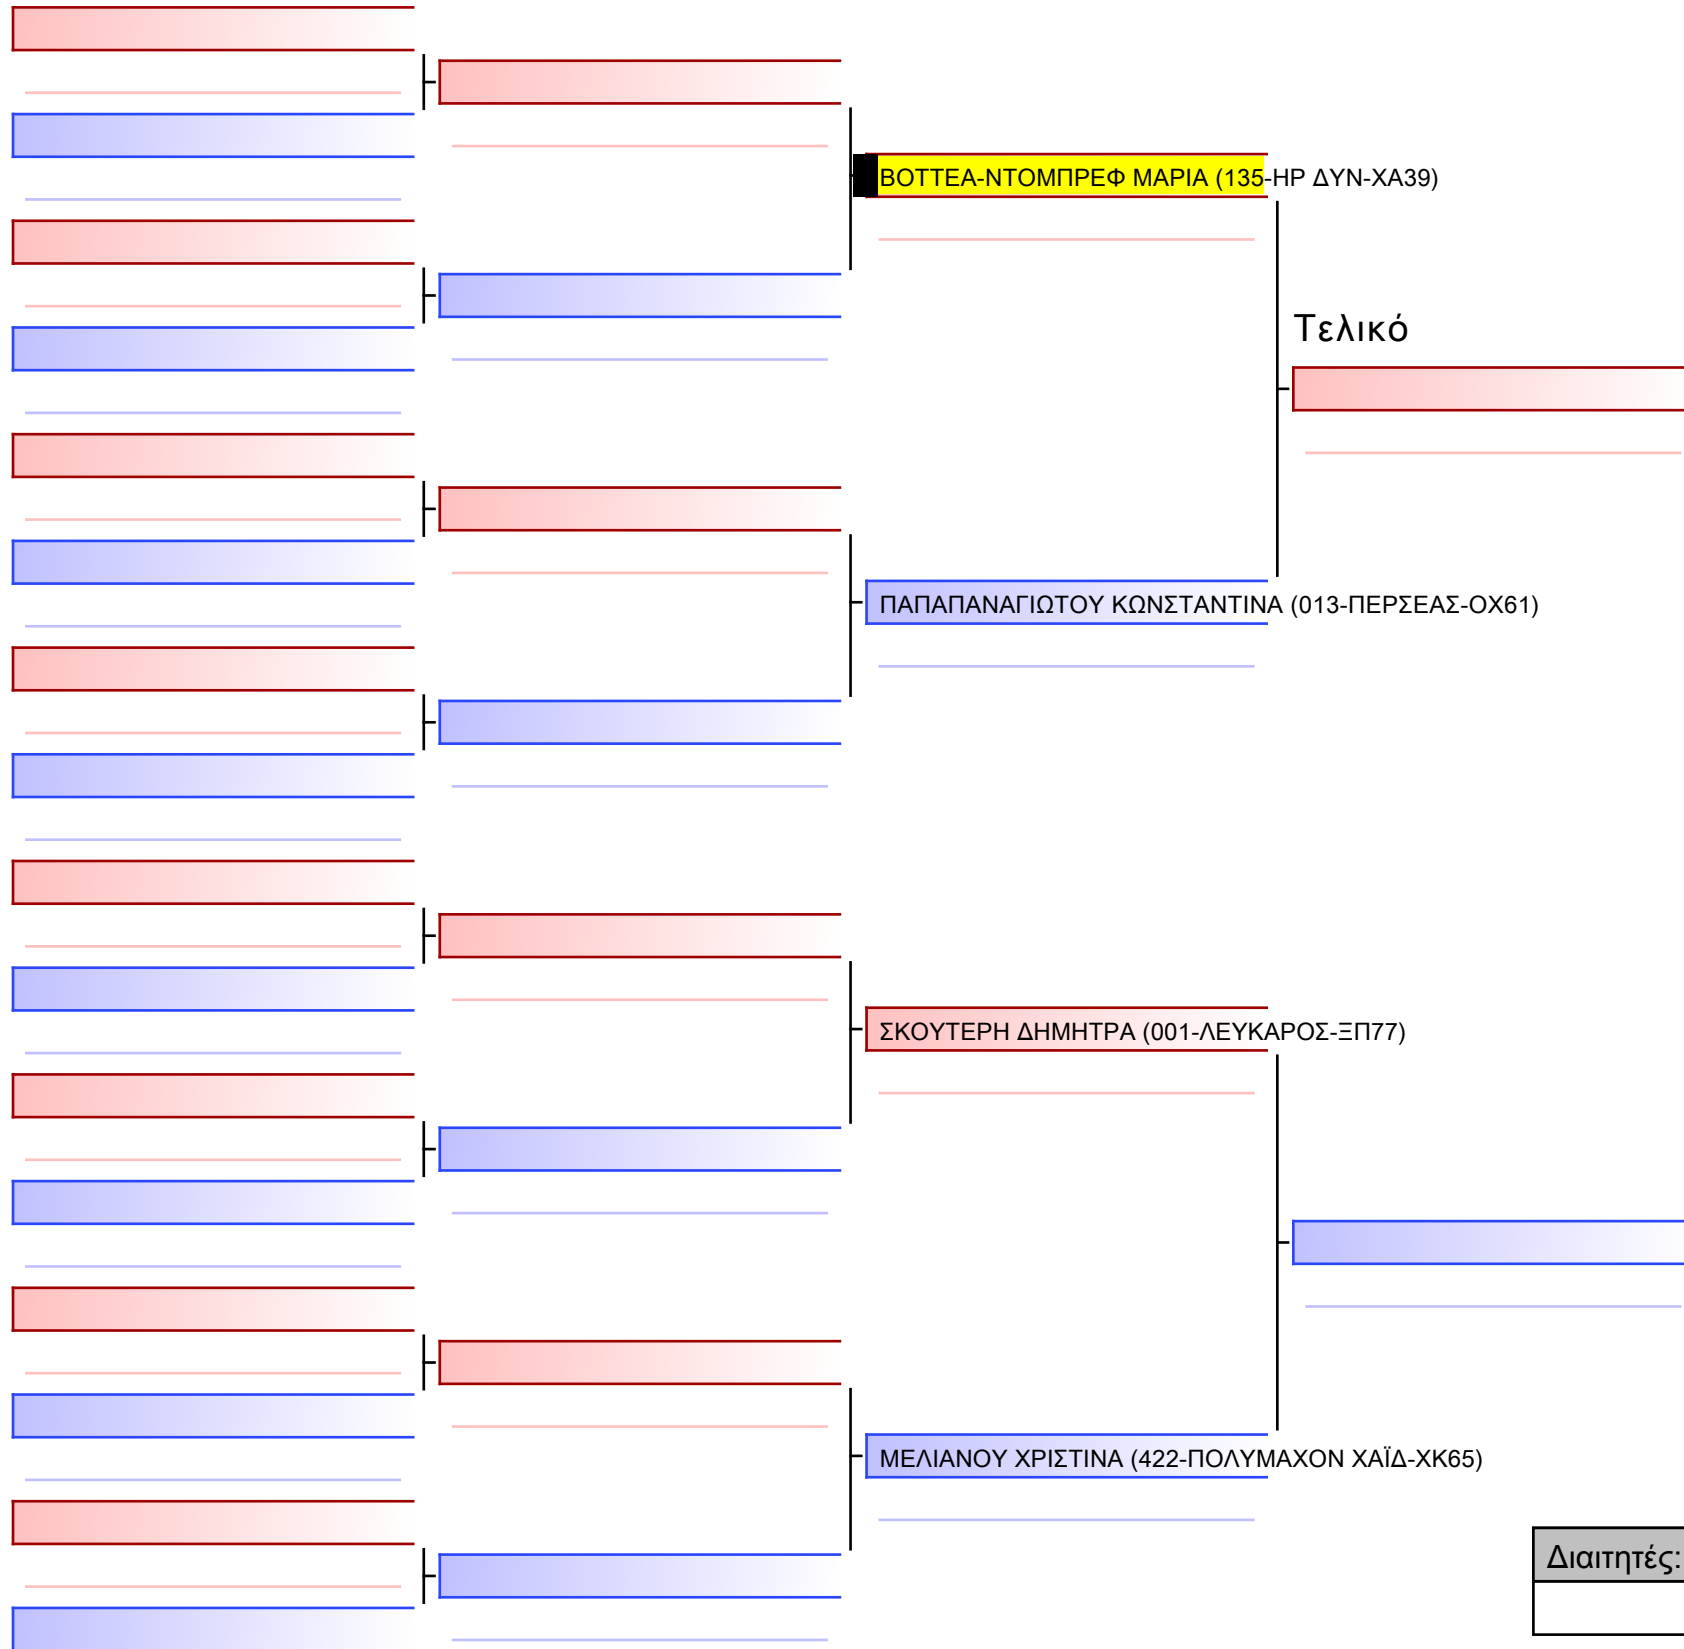 ΒΟΤΤΕΑ-ΝΤΟΜΠΡΕΦ ΜΑΡΙΑ (135-ΗΡ ΔΥΝ-ΧΑ39)
Τελικό
ΠΑΠΑΠΑΝΑΓΙΩΤΟΥ ΚΩΝΣΤΑΝΤΙΝΑ (013-ΠΕΡΣΕΑΣ-ΟΧ61)
ΣΚΟΥΤΕΡΗ ΔΗΜΗΤΡΑ (001-ΛΕΥΚΑΡΟΣ-ΞΠ77)
ΜΕΛΙΑΝΟΥ ΧΡΙΣΤΙΝΑ (422-ΠΟΛΥΜΑΧΟΝ ΧΑΪΔ-ΧΚ65)
Διαιτητές: